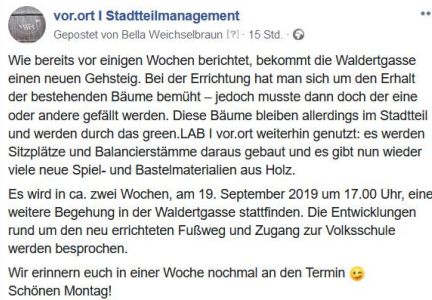 vor.ort I Stadtteilmanagement
Gepostet von Bella Weichselbraun [?] · 15 Std. ·
Wie bereits vor einigen Wochen berichtet, bekommt die Waldertgasse
einen neuen Gehsteig. Bei der Errichtung hat man sich um den Erhalt
der bestehenden Bäume bemüht – jedoch musste dann doch der eine
oder andere gefällt werden. Diese Bäume bleiben allerdings im Stadtteil
und werden durch das green.LAB I vor.ort weiterhin genutzt: es werden
Sitzplätze und Balancierstämme daraus gebaut und es gibt nun wieder
viele neue Spiel- und Bastelmaterialien aus Holz.
Es wird in ca. zwei Wochen, am 19. September 2019 um 17.00 Uhr, eine
weitere Begehung in der Waldertgasse stattfinden. Die Entwicklungen
rund um den neu errichteten Fußweg und Zugang zur Volksschule
werden besprochen.
Wir erinnern euch in einer Woche nochmal an den Termin 😉
Schönen Montag!